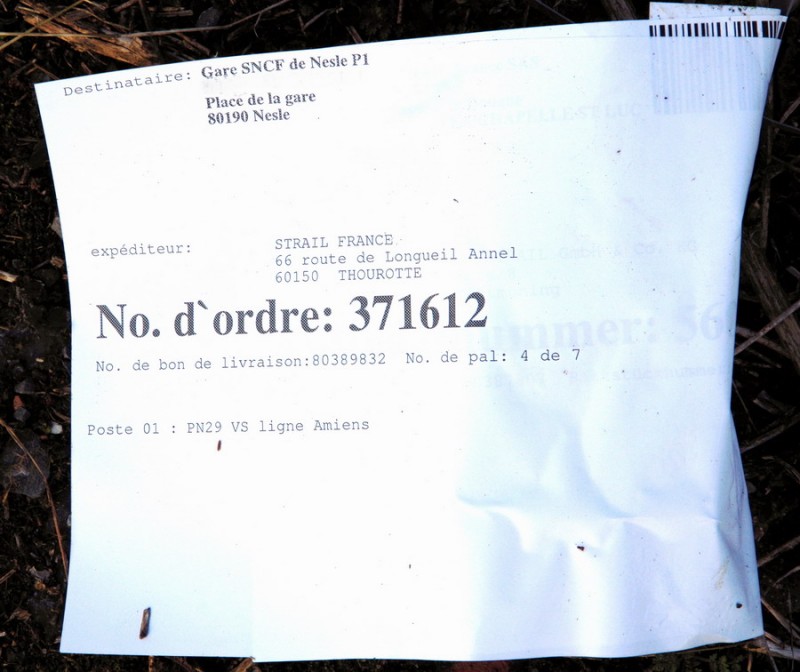 Destinataire: Gare SNCF de Nesle P1
Place de la gare
80190 Nesle
expéditeur: STRAIL FRANCE
66 route de Longueil Annel
60150 THOUROTTE
No. d`ordre: 371612
No. de bon de livraison:80389832 No. de pal: 4 de 7
Poste 01 : PN29 VS ligne Amiens